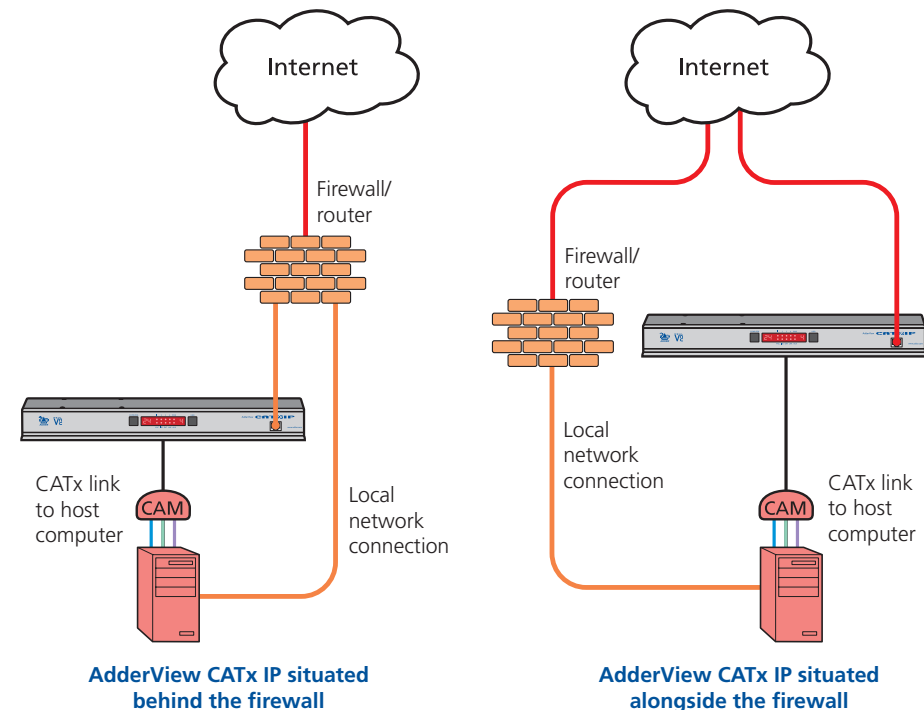 Internet
Firewall/
router
CATx link
to host
computer
CAM
Local
network
connection
AdderView CATx IP situated
behind the firewall
Internet
Firewall/
router
Local
network
connection
CATx link
to host
computer
CAM
AdderView CATx IP situated
alongside the firewall